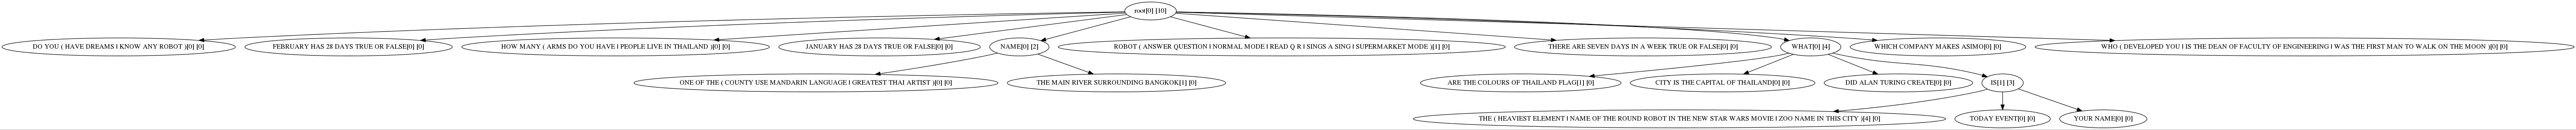 root[0] [10]
DO YOU ( HAVE DREAMS | KNOW ANY ROBOT )[0] [0]
FEBRUARY HAS 28 DAYS TRUE OR FALSE[0] [0]
HOW MANY ( ARMS DO YOU HAVE | PEOPLE LIVE IN THAILAND )[0] [0]
JANUARY HAS 28 DAYS TRUE OR FALSE[0] [0]
NAME[0] [2]
ROBOT ( ANSWER QUESTION | NORMAL MODE | READ Q R | SINGS A SING | SUPERMARKET MODE )[1] [0]
THERE ARE SEVEN DAYS IN A WEEK TRUE OR FALSE[0] [0]
WHAT[0] [4]
WHICH COMPANY MAKES ASIMO[0] [0]
WHO ( DEVELOPED YOU | IS THE DEAN OF FACULTY OF ENGINEERING | WAS THE FIRST MAN TO WALK ON THE MOON )[0] [0]
ONE OF THE ( COUNTY USE MANDARIN LANGUAGE | GREATEST THAI ARTIST )[0] [0]
THE MAIN RIVER SURROUNDING BANGKOK[1] [0]
ARE THE COLOURS OF THAILAND FLAG[1] [0]
CITY IS THE CAPITAL OF THAILAND[0] [0]
DID ALAN TURING CREATE[0] [0]
IS[1] [3]
THE ( HEAVIEST ELEMENT | NAME OF THE ROUND ROBOT IN THE NEW STAR WARS MOVIE | ZOO NAME IN THIS CITY )[4] [0]
TODAY EVENT[0] [0]
YOUR NAME[0] [0]